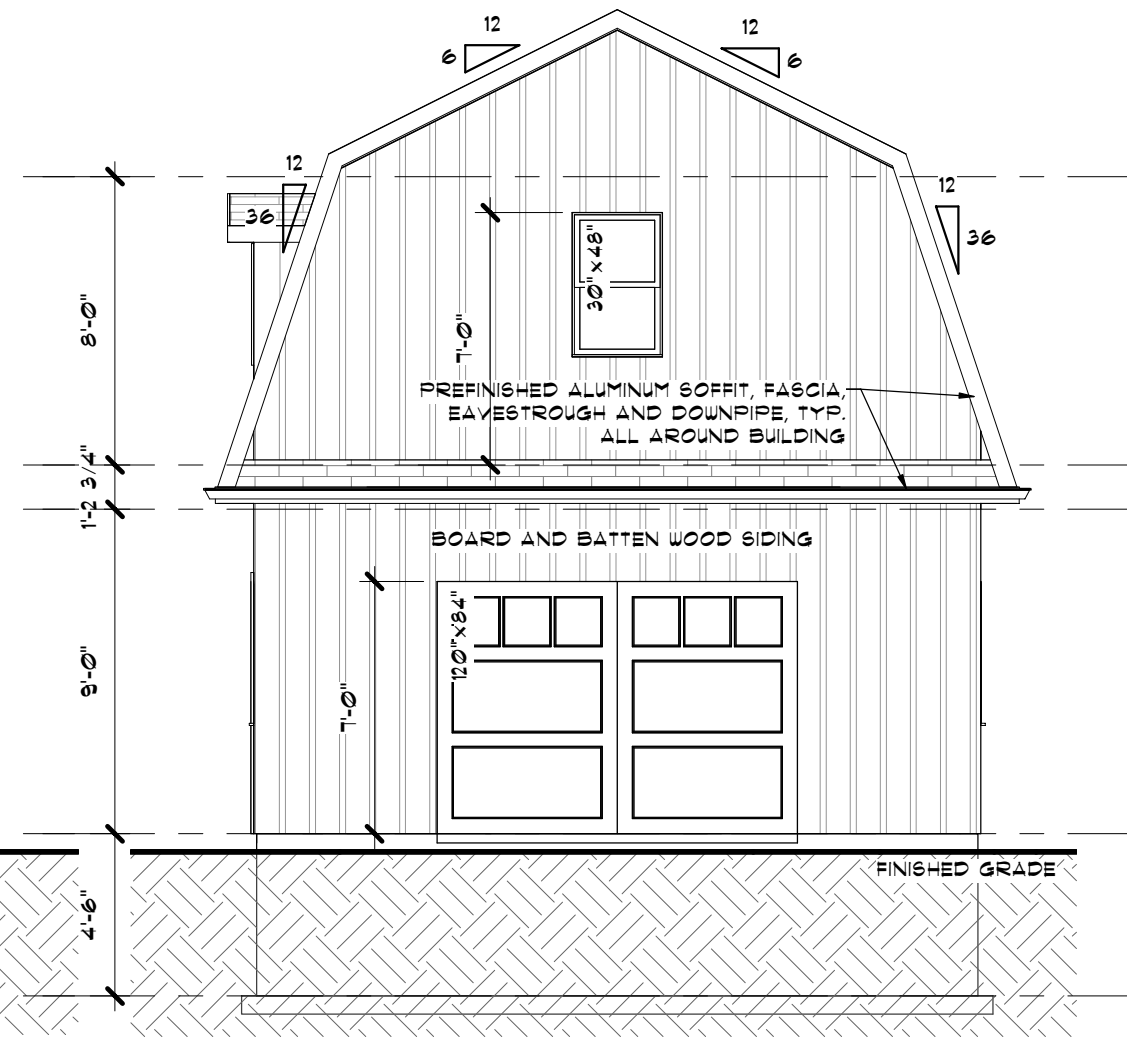 12
12
6
6
12
36
12
36
8'-0"
7'-0"
30"x48"
PREFINISHED ALUMINUM SOFFIT, FASCIA,
EAVESTROUGH AND DOWNPIPE, TYP.
ALL AROUND BUILDING
1'-2 3/4"
BOARD AND BATTEN WOOD SIDING
9'-0"
7'-0"
120"x84"
FINISHED GRADE
4'-6"